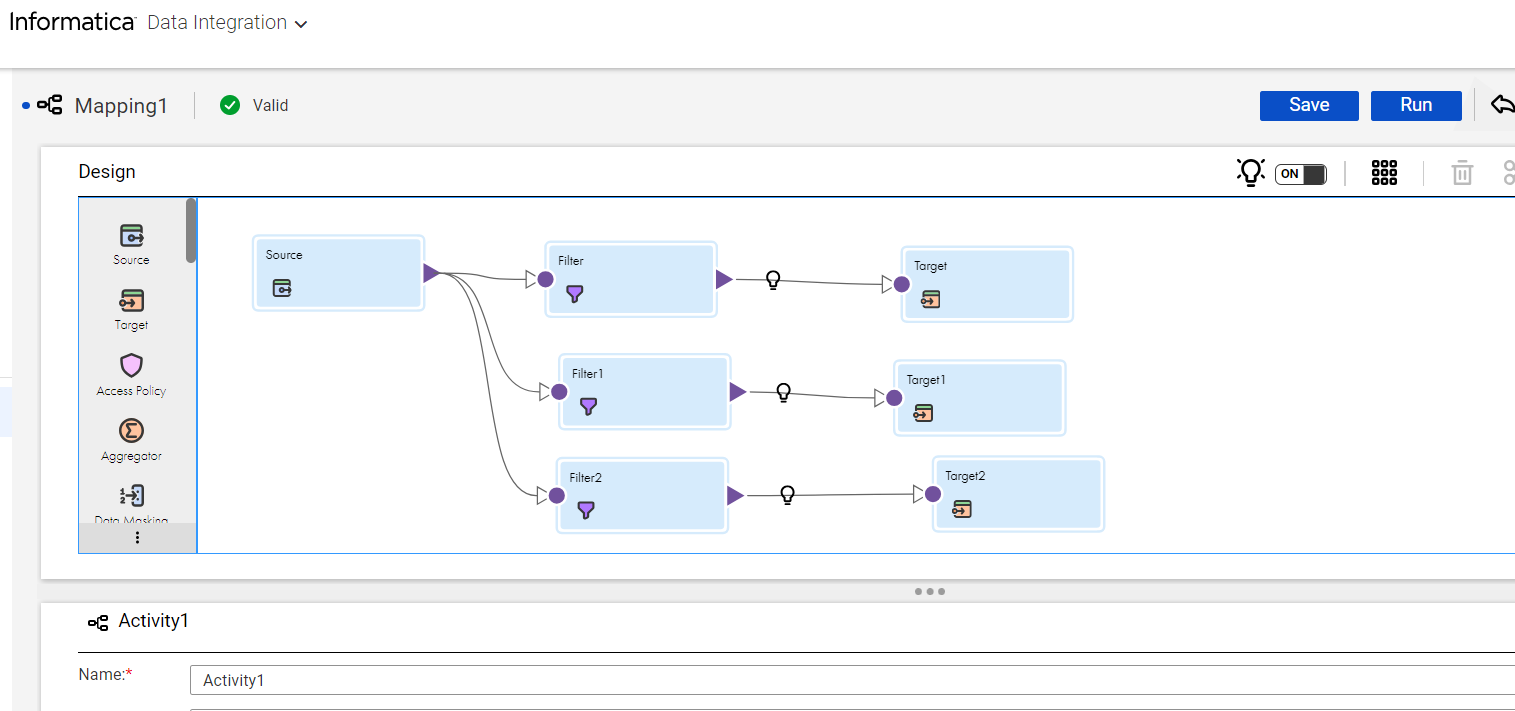 Informatica Data Integration
Mapping1 Valid Save Run
Design
ON
Source
Target
Access Policy
Aggregator
Data Masking
Source
Filter
Target
Filter1
Target1
Filter2
Target2
Activity1
Name:*
Activity1